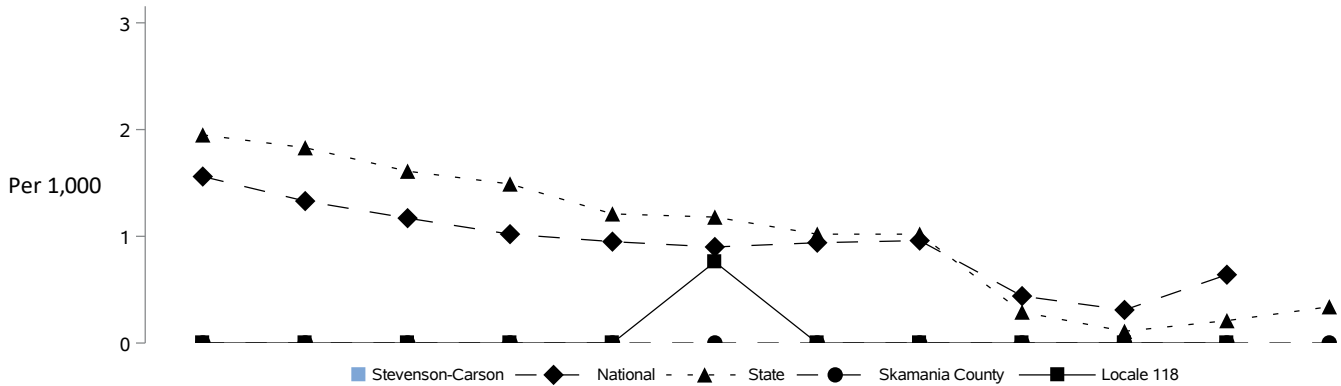 3
2
Per 1,000
1
0
Stevenson-Carson National State Skamania County Locale 118